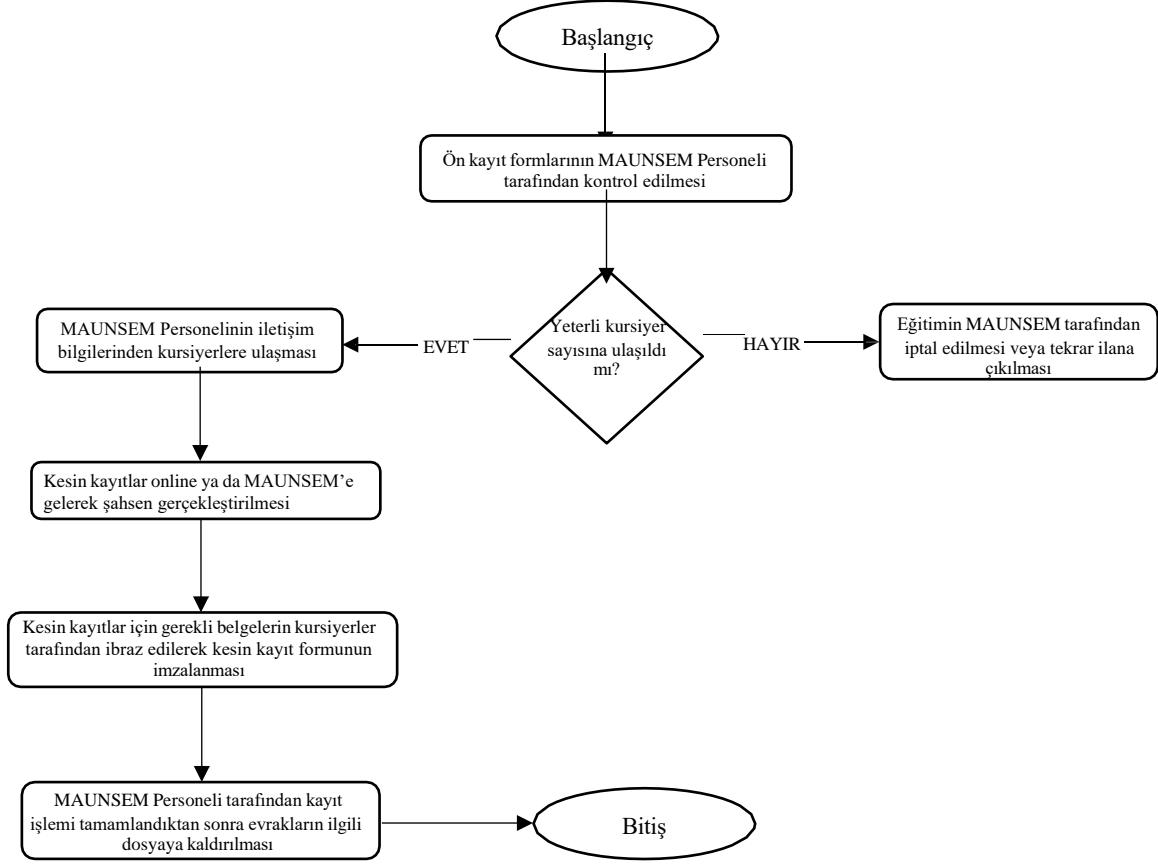 Başlangıç
Ön kayıt formlarının MAUNSEM Personeli
tarafından kontrol edilmesi
Yeterli kursiyer
sayısına ulaşıldı
mı?
EVET
HAYIR
MAUNSEM Personelinin iletişim
bilgilerinden kursiyerlere ulaşması
Eğitimin MAUNSEM tarafından
iptal edilmesi veya tekrar ilana
çıkılması
Kesin kayıtlar online ya da MAUNSEM’e
gelerek şahsen gerçekleştirilmesi
Kesin kayıtlar için gerekli belgelerin kursiyerler
tarafından ibraz edilerek kesin kayıt formunun
imzalanması
MAUNSEM Personeli tarafından kayıt
işlemi tamamlandıktan sonra evrakların ilgili
dosyaya kaldırılması
Bitiş